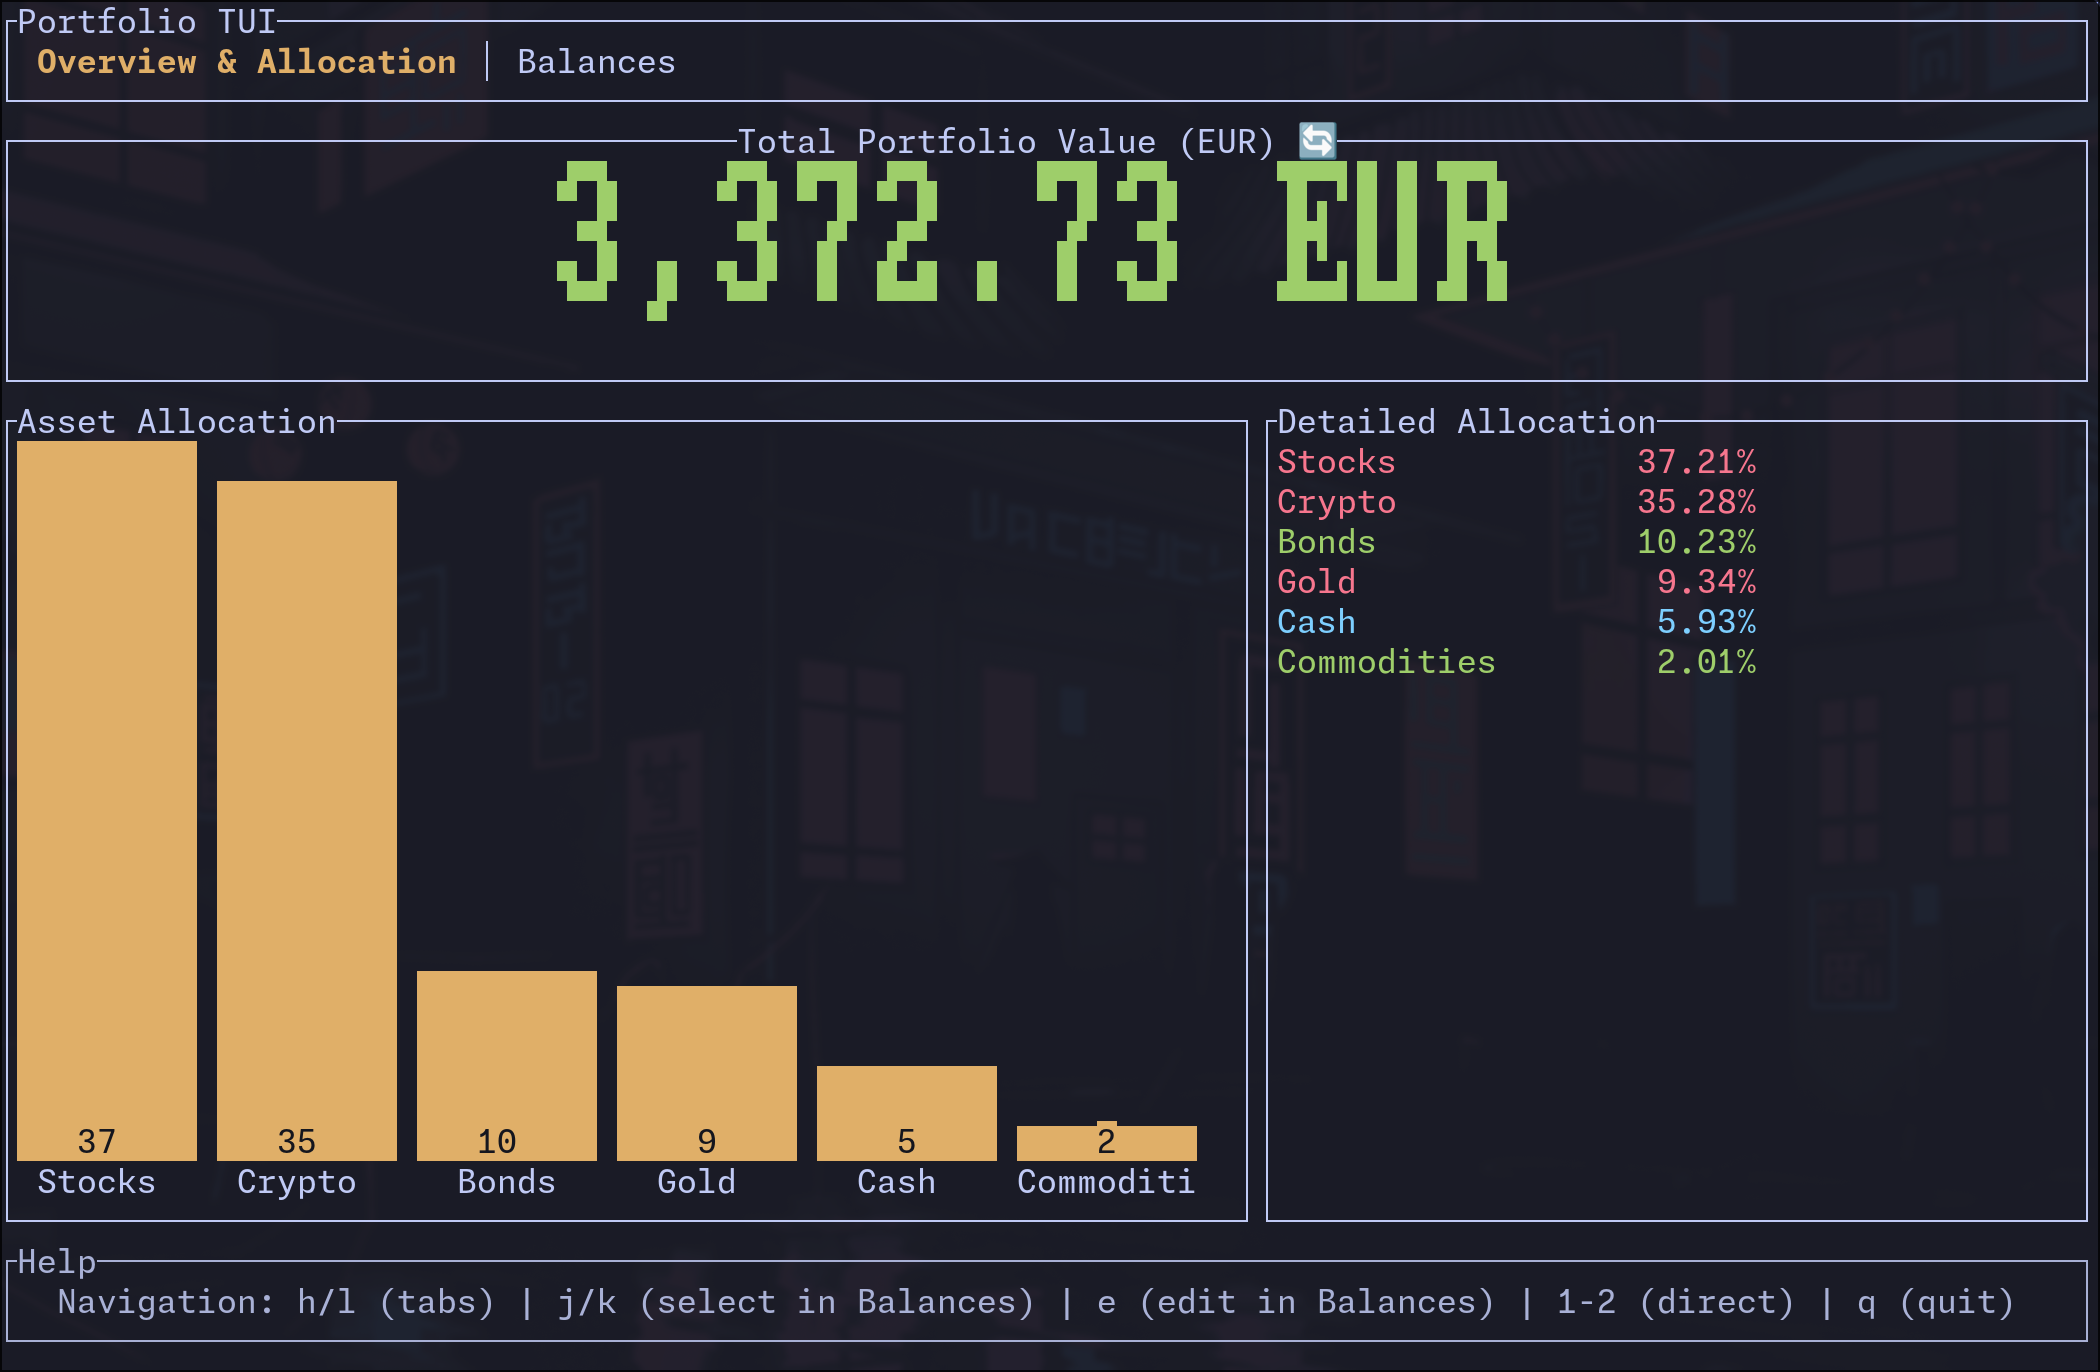 Portfolio TUI
Overview & Allocation │ Balances
Total Portfolio Value (EUR) 🔄
3,372.73 EUR
Asset Allocation
37 35 10 9 5 2
Stocks Crypto Bonds Gold Cash Commoditi
Detailed Allocation
Stocks 37.21%
Crypto 35.28%
Bonds 10.23%
Gold 9.34%
Cash 5.93%
Commodities 2.01%
Help
Navigation: h/l (tabs) | j/k (select in Balances) | e (edit in Balances) | 1-2 (direct) | q (quit)